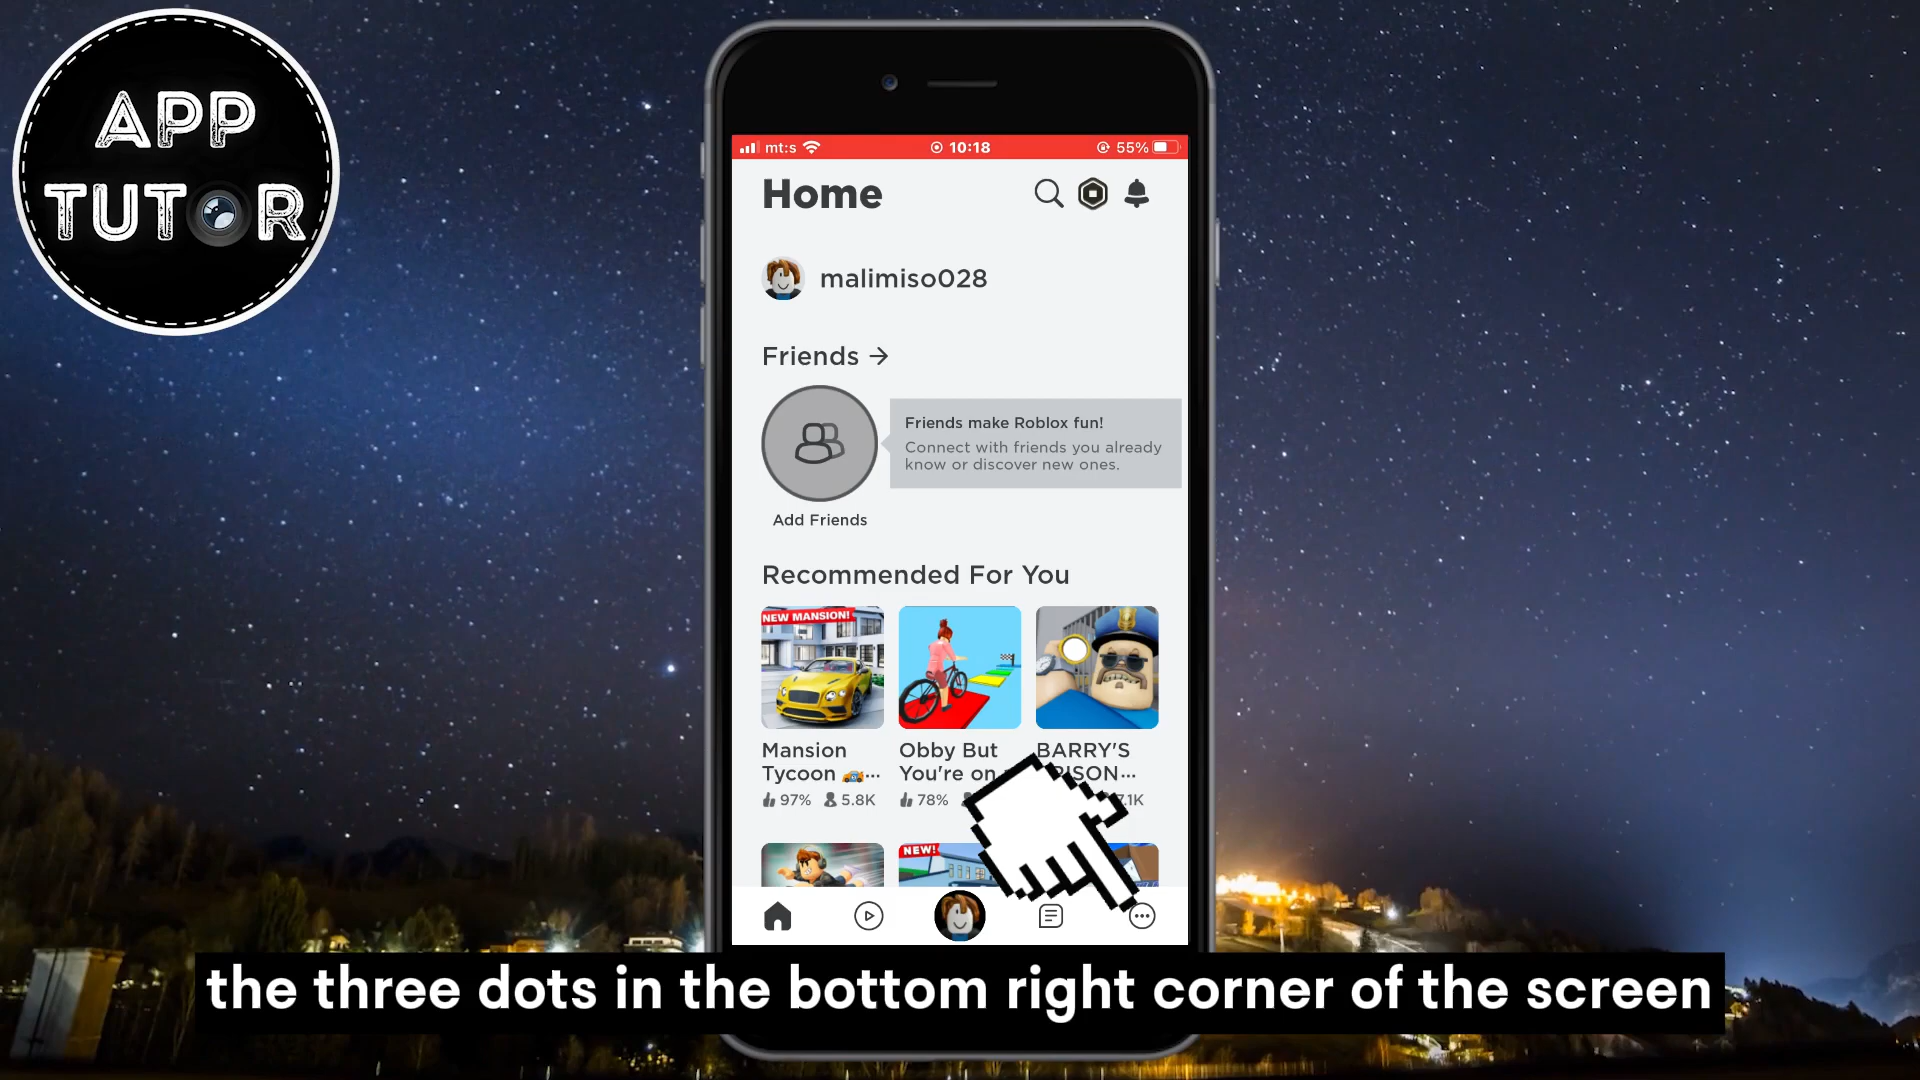 APP
TUTOR
mt:s
10:18
55%
Home
malimiso028
Friends →
Friends make Roblox fun!
Connect with friends you already
know or discover new ones.
Add Friends
Recommended For You
NEW MANSION!
Mansion
Tycoon 🚗...
97% 5.8K
Obby But
You're on
78%
BARRY'S
7.1K
NEW!
the three dots in the bottom right corner of the screen